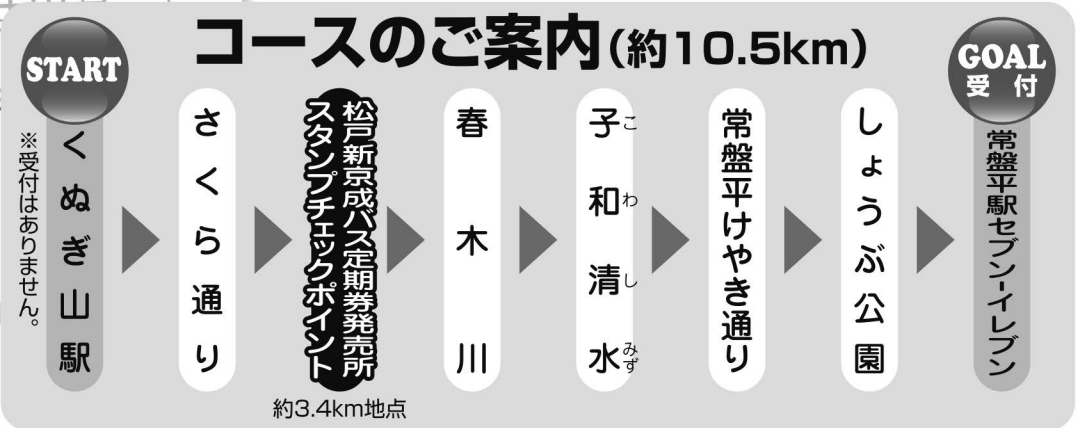 コースのご案内(約10.5km)
START
くぬぎ山駅
※受付はありません。
さくら通り
松戸新京成バス定期券発売所
スタンプチェックポイント
約3.4km地点
春木川
子和清水
こわしみず
常盤平けやき通り
しょうぶ公園
GOAL
受付
常盤平駅セブン-イレブン